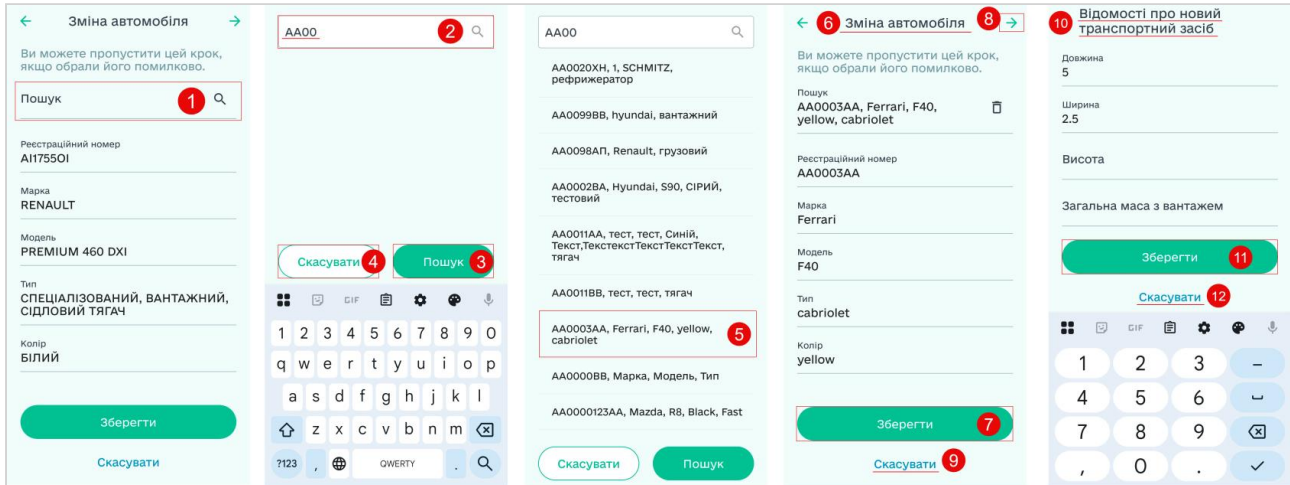 Зміна автомобіля
Ви можете пропустити цей крок,
якщо обрали його помилково.
Пошук
1
Реєстраційний номер
AI1755OI
Марка
RENAULT
Модель
PREMIUM 460 DXI
Тип
СПЕЦІАЛІЗОВАНИЙ, ВАНТАЖНИЙ,
СІДЛОВИЙ ТЯГАЧ
Колір
БІЛИЙ
Зберегти
Скасувати
AA00
2
Скасувати 4
Пошук 3
GIF
1 2 3 4 5 6 7 8 9 0
q w e r t y u i o p
a s d f g h j k l
z x c v b n m
?123 , QWERTY .
AA00
AA0020XH, 1, SCHMITZ,
рефрижератор
AA0099BB, hyundai, вантажний
AA0098АП, Renault, грузовий
AA0002BA, Hyundai, S90, СІРИЙ,
тестовий
AA0011AA, тест, тест, Синій,
Текст,ТекстекстТекстТекстТекст,
тягач
AA0011BB, тест, тест, тягач
AA0003AA, Ferrari, F40, yellow,
cabriolet
5
AA0000BB, Марка, Модель, Тип
AA0000123AA, Mazda, R8, Black, Fast
Скасувати
Пошук
6 Зміна автомобіля 8
Ви можете пропустити цей крок,
якщо обрали його помилково.
Пошук
AA0003AA, Ferrari, F40,
yellow, cabriolet
Реєстраційний номер
AA0003AA
Марка
Ferrari
Модель
F40
Тип
cabriolet
Колір
yellow
Зберегти 7
Скасувати 9
10 Відомості про новий
транспортний засіб
Довжина
5
Ширина
2.5
Висота
Загальна маса з вантажем
Зберегти 11
Скасувати 12
GIF
1 2 3 –
4 5 6
7 8 9
, 0 .